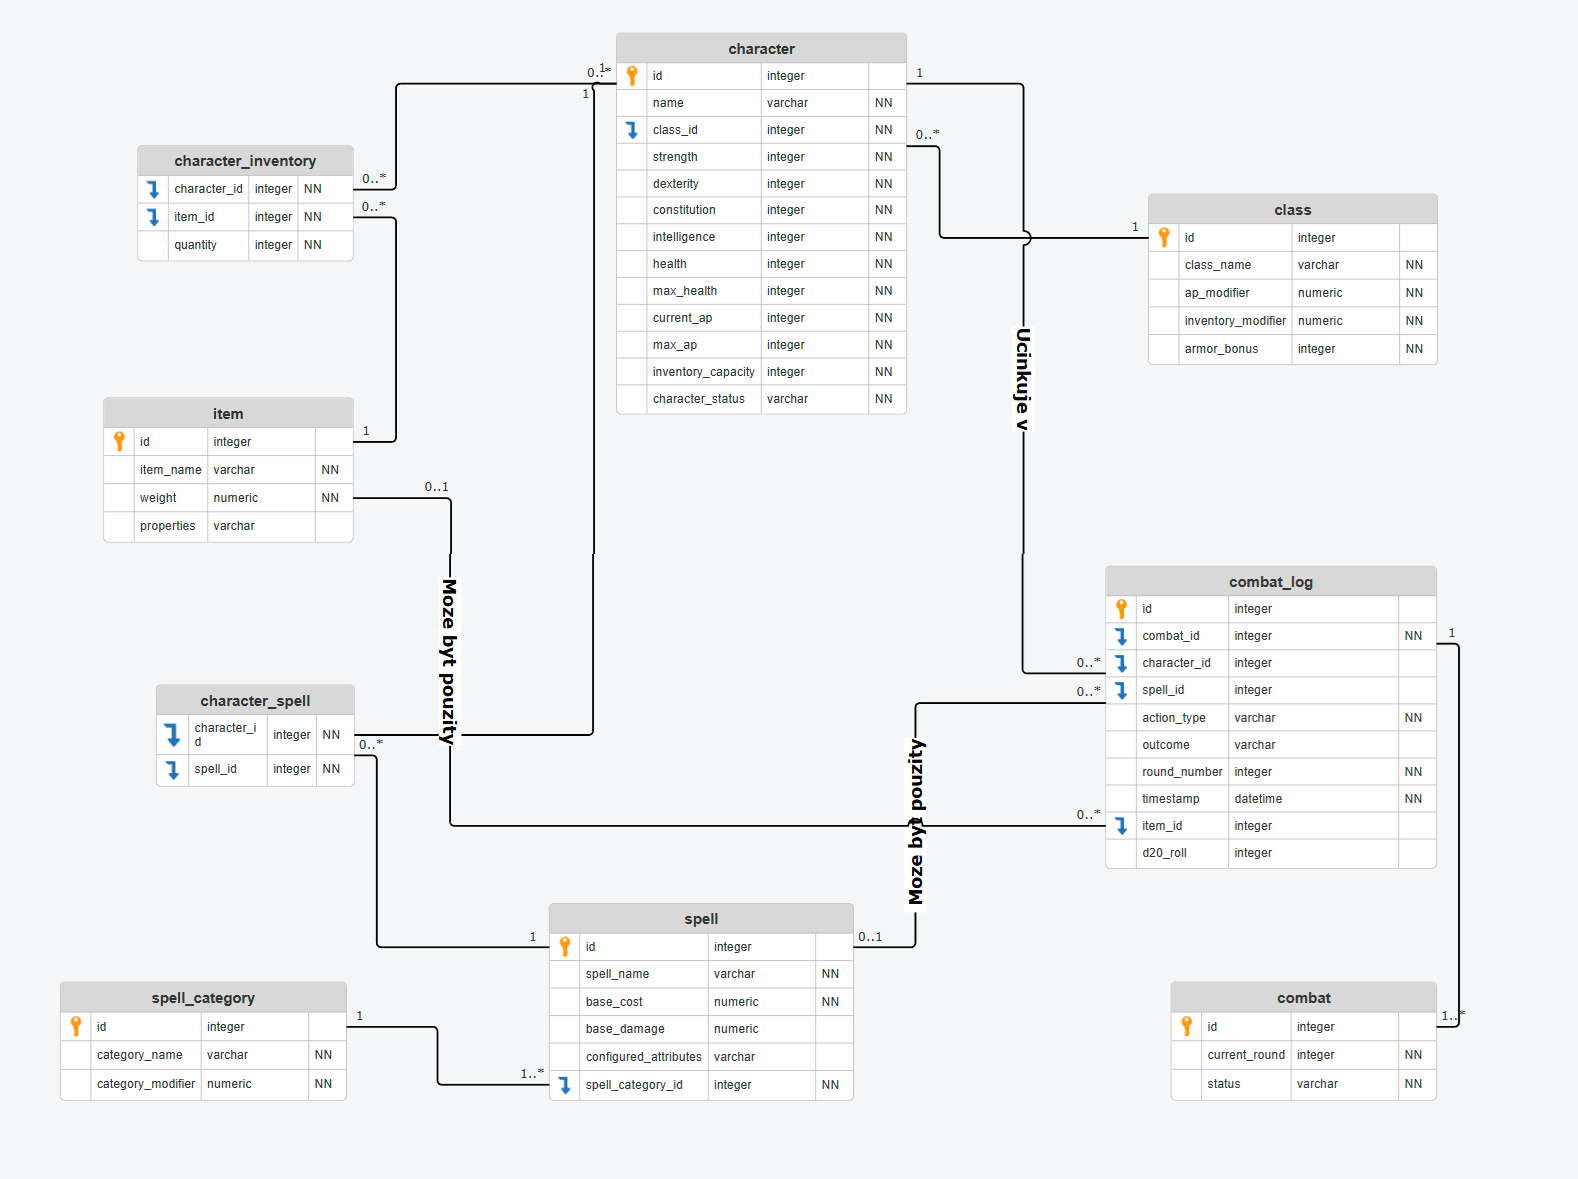 character
id integer
name varchar NN
class_id integer NN
strength integer NN
dexterity integer NN
constitution integer NN
intelligence integer NN
health integer NN
max_health integer NN
current_ap integer NN
max_ap integer NN
inventory_capacity integer NN
character_status varchar NN
0..*
1
1
1
0..*
character_inventory
character_id integer NN
item_id integer NN
quantity integer NN
0..*
0..*
class
id integer
class_name varchar NN
ap_modifier numeric NN
inventory_modifier numeric NN
armor_bonus integer NN
1
Ucinkuje v
item
id integer
item_name varchar NN
weight numeric NN
properties varchar
1
0..1
Moze byt pouzity
combat_log
id integer
combat_id integer NN
character_id integer
spell_id integer
action_type varchar NN
outcome varchar
round_number integer NN
timestamp datetime NN
item_id integer
d20_roll integer
0..*
0..*
0..*
1
character_spell
character_i
d integer NN
spell_id integer NN
0..*
Moze byt pouzity
spell
id integer
spell_name varchar NN
base_cost numeric NN
base_damage numeric
configured_attributes varchar
spell_category_id integer NN
1
0..1
1..*
spell_category
id integer
category_name varchar NN
category_modifier numeric NN
1
combat
id integer
current_round integer NN
status varchar NN
1..*